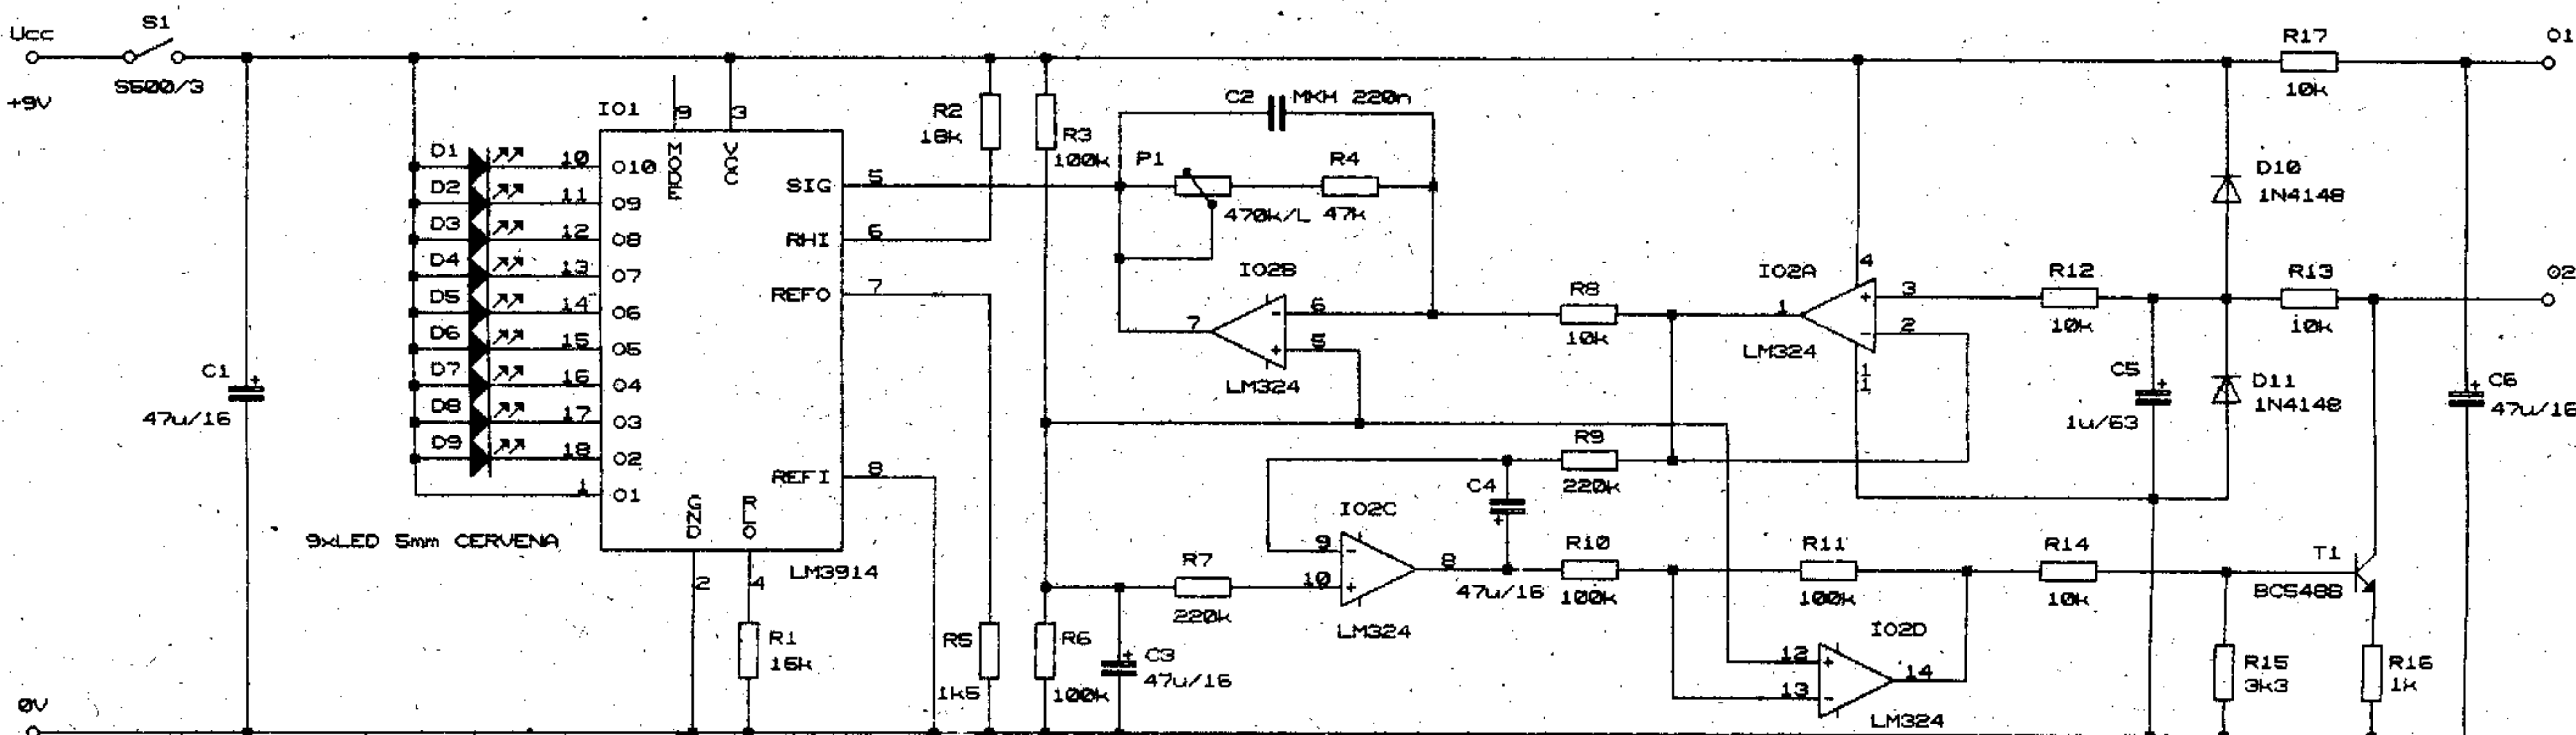 Ucc
S1
S500/3
+9V
C1
47u/16
0V
D1
D2
D3
D4
D5
D6
D7
D8
D9
9xLED 5mm CERVENA
IO1
10
11
12
13
14
15
16
17
18
1
O10
O9
O8
O7
O6
O5
O4
O3
O2
O1
9
3
MODE
VCC
SIG
5
RHI
6
REFO
7
REFI
8
GND
RLO
2
4
LM3914
R1
16k
R2
18k
R3
100k
R5
1k5
R6
100k
C3
47u/16
C2
MKH 220n
P1
470k/L
R4
47k
IO2B
7
6
5
LM324
R8
10k
IO2A
1
3
2
4
11
LM324
R9
220k
C4
47u/16
IO2C
9
10
8
LM324
R7
220k
R10
100k
R11
100k
IO2D
12
13
14
LM324
R14
10k
R12
10k
C5
1u/63
D10
1N4148
D11
1N4148
R17
10k
R13
10k
C6
47u/16
T1
BC548B
R15
3k3
R16
1k
O1
O2